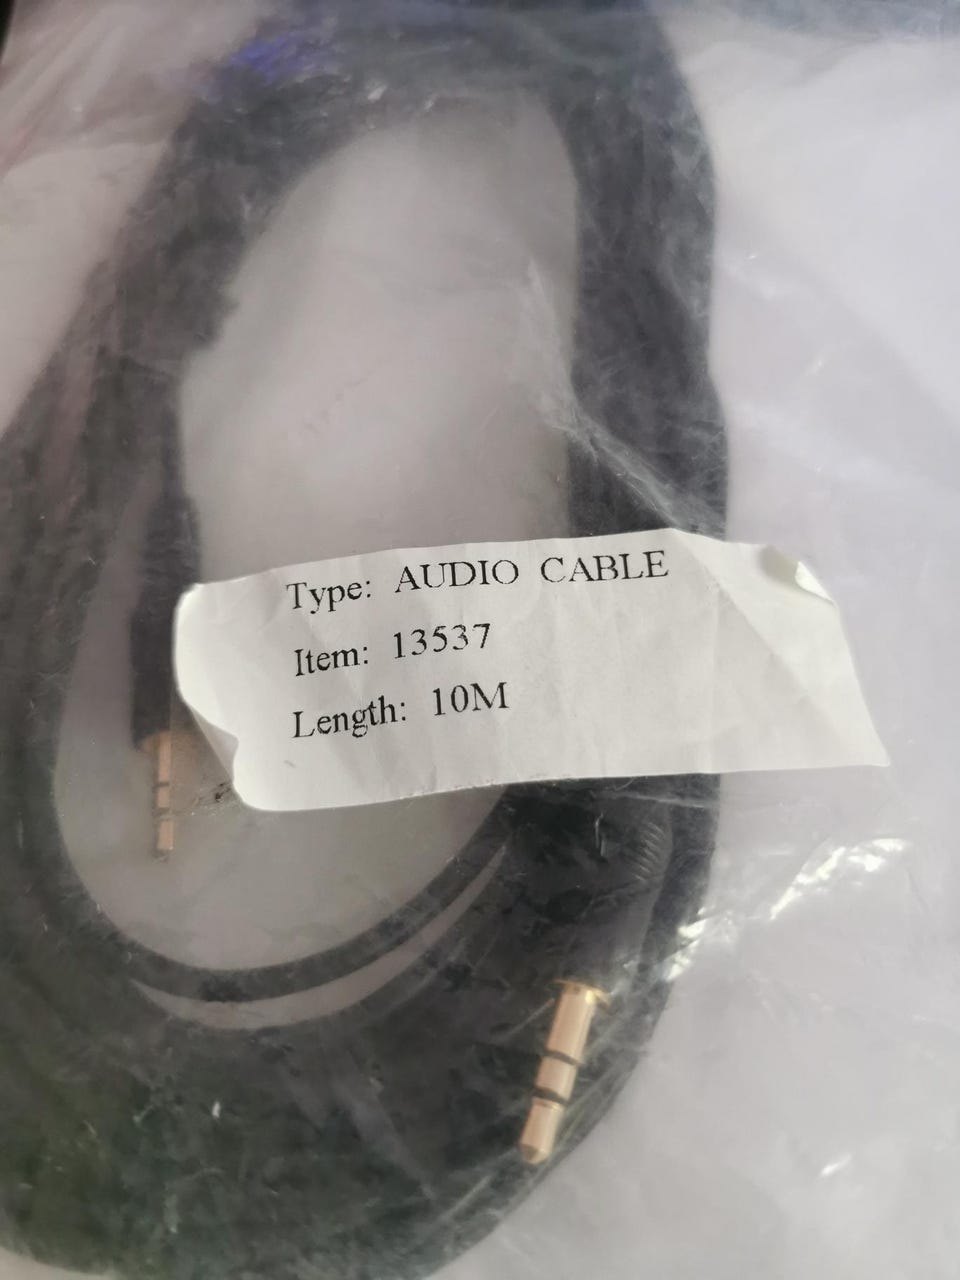 Type: AUDIO CABLE
Item: 13537
Length: 10M